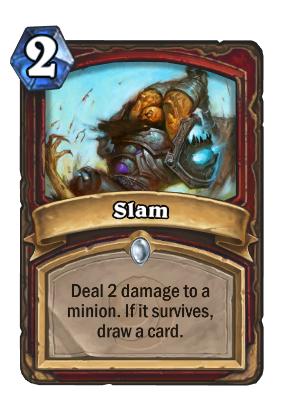 2
Slam
Deal 2 damage to a
minion. If it survives,
draw a card.